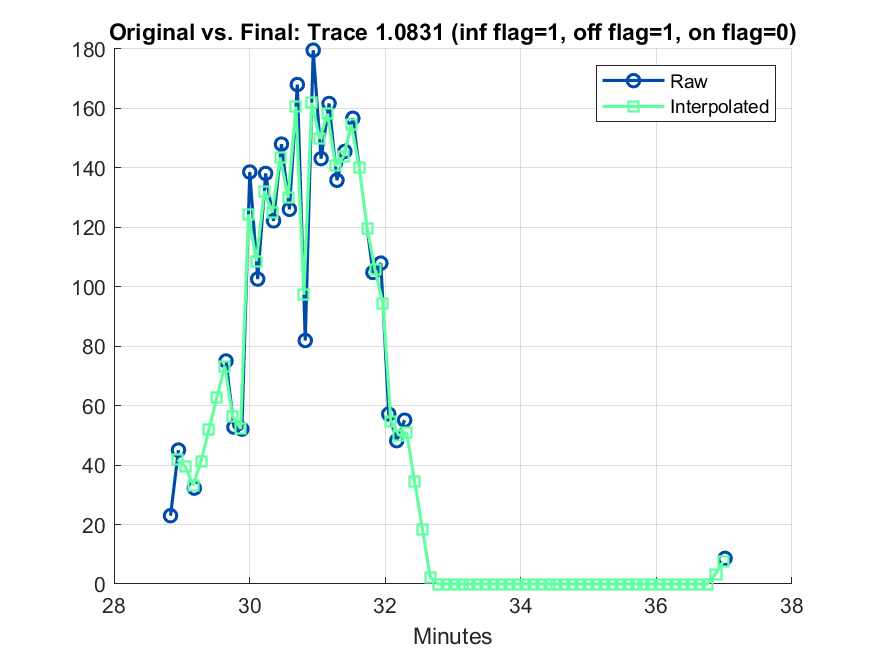 Original vs. Final: Trace 1.0831 (inf flag=1, off flag=1, on flag=0)
Raw
Interpolated
180
160
140
120
100
80
60
40
20
0
28 30 32 34 36 38
Minutes